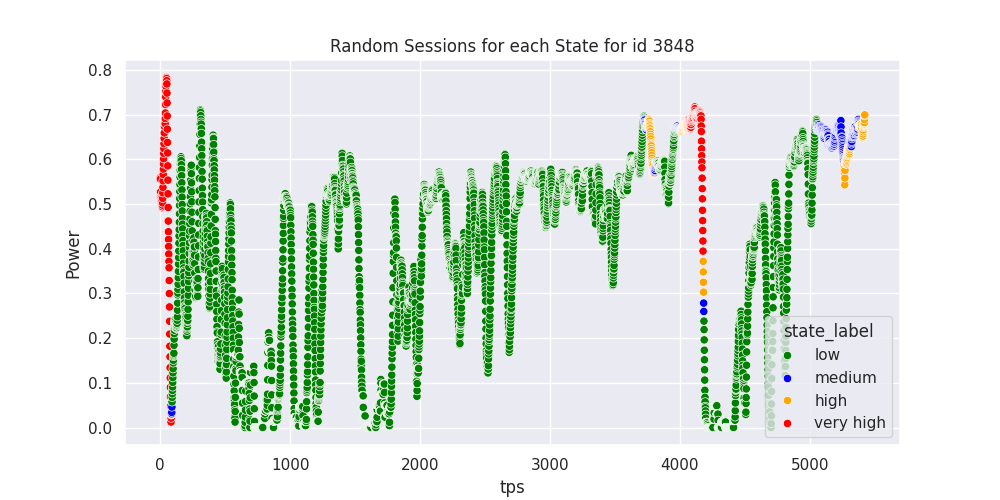 Random Sessions for each State for id 3848
Power
0.8
0.7
0.6
0.5
0.4
0.3
0.2
0.1
0.0
0
1000
2000
3000
4000
5000
tps
state_label
low
medium
high
very high